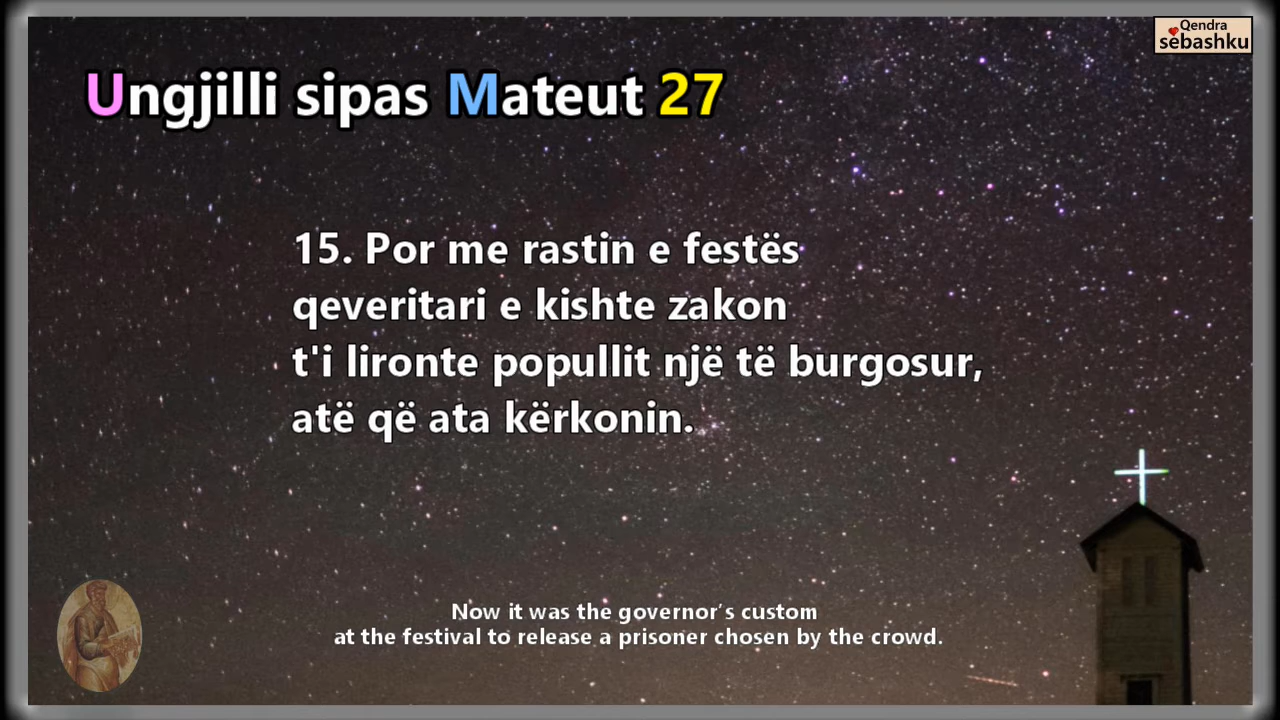 Qendra
sëbashku
Ungjilli sipas Mateut 27
15. Por me rastin e festës
qeveritari e kishte zakon
t'i lironte popullit një të burgosur,
atë që ata kërkonin.
Now it was the governor’s custom
at the festival to release a prisoner chosen by the crowd.